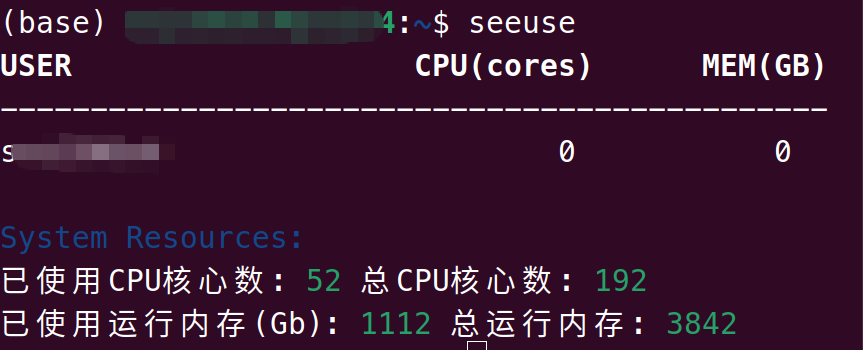 (base) 4:~$ seeuse
USER CPU(cores) MEM(GB)
----------------------------------------------
s 0 0
System Resources:
已使用CPU核心数: 52 总CPU核心数: 192
已使用运行内存(Gb): 1112 总运行内存: 3842